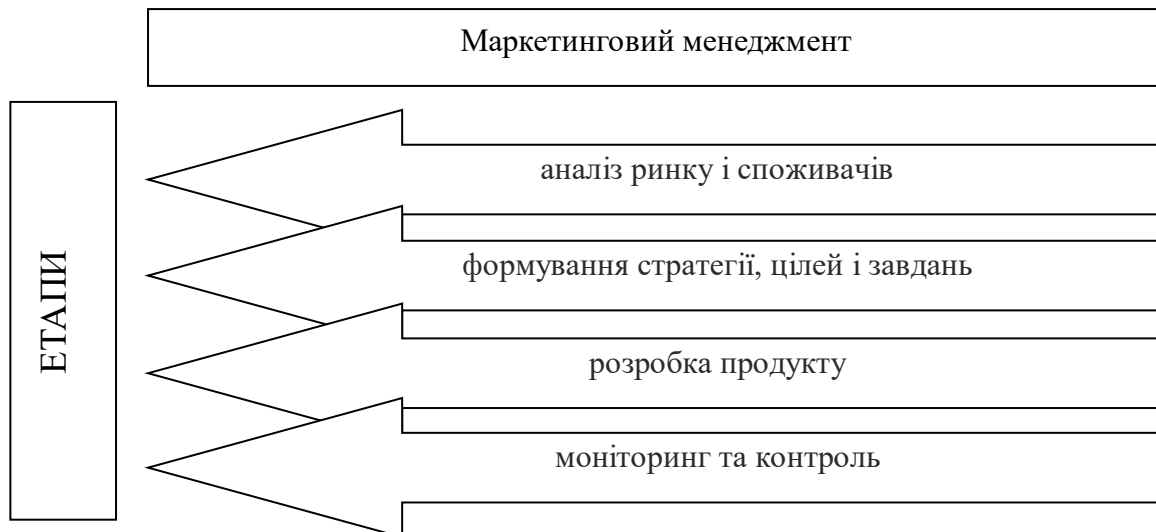 Маркетинговий менеджмент
ЕТАПИ
аналіз ринку і споживачів
формування стратегії, цілей і завдань
розробка продукту
моніторинг та контроль